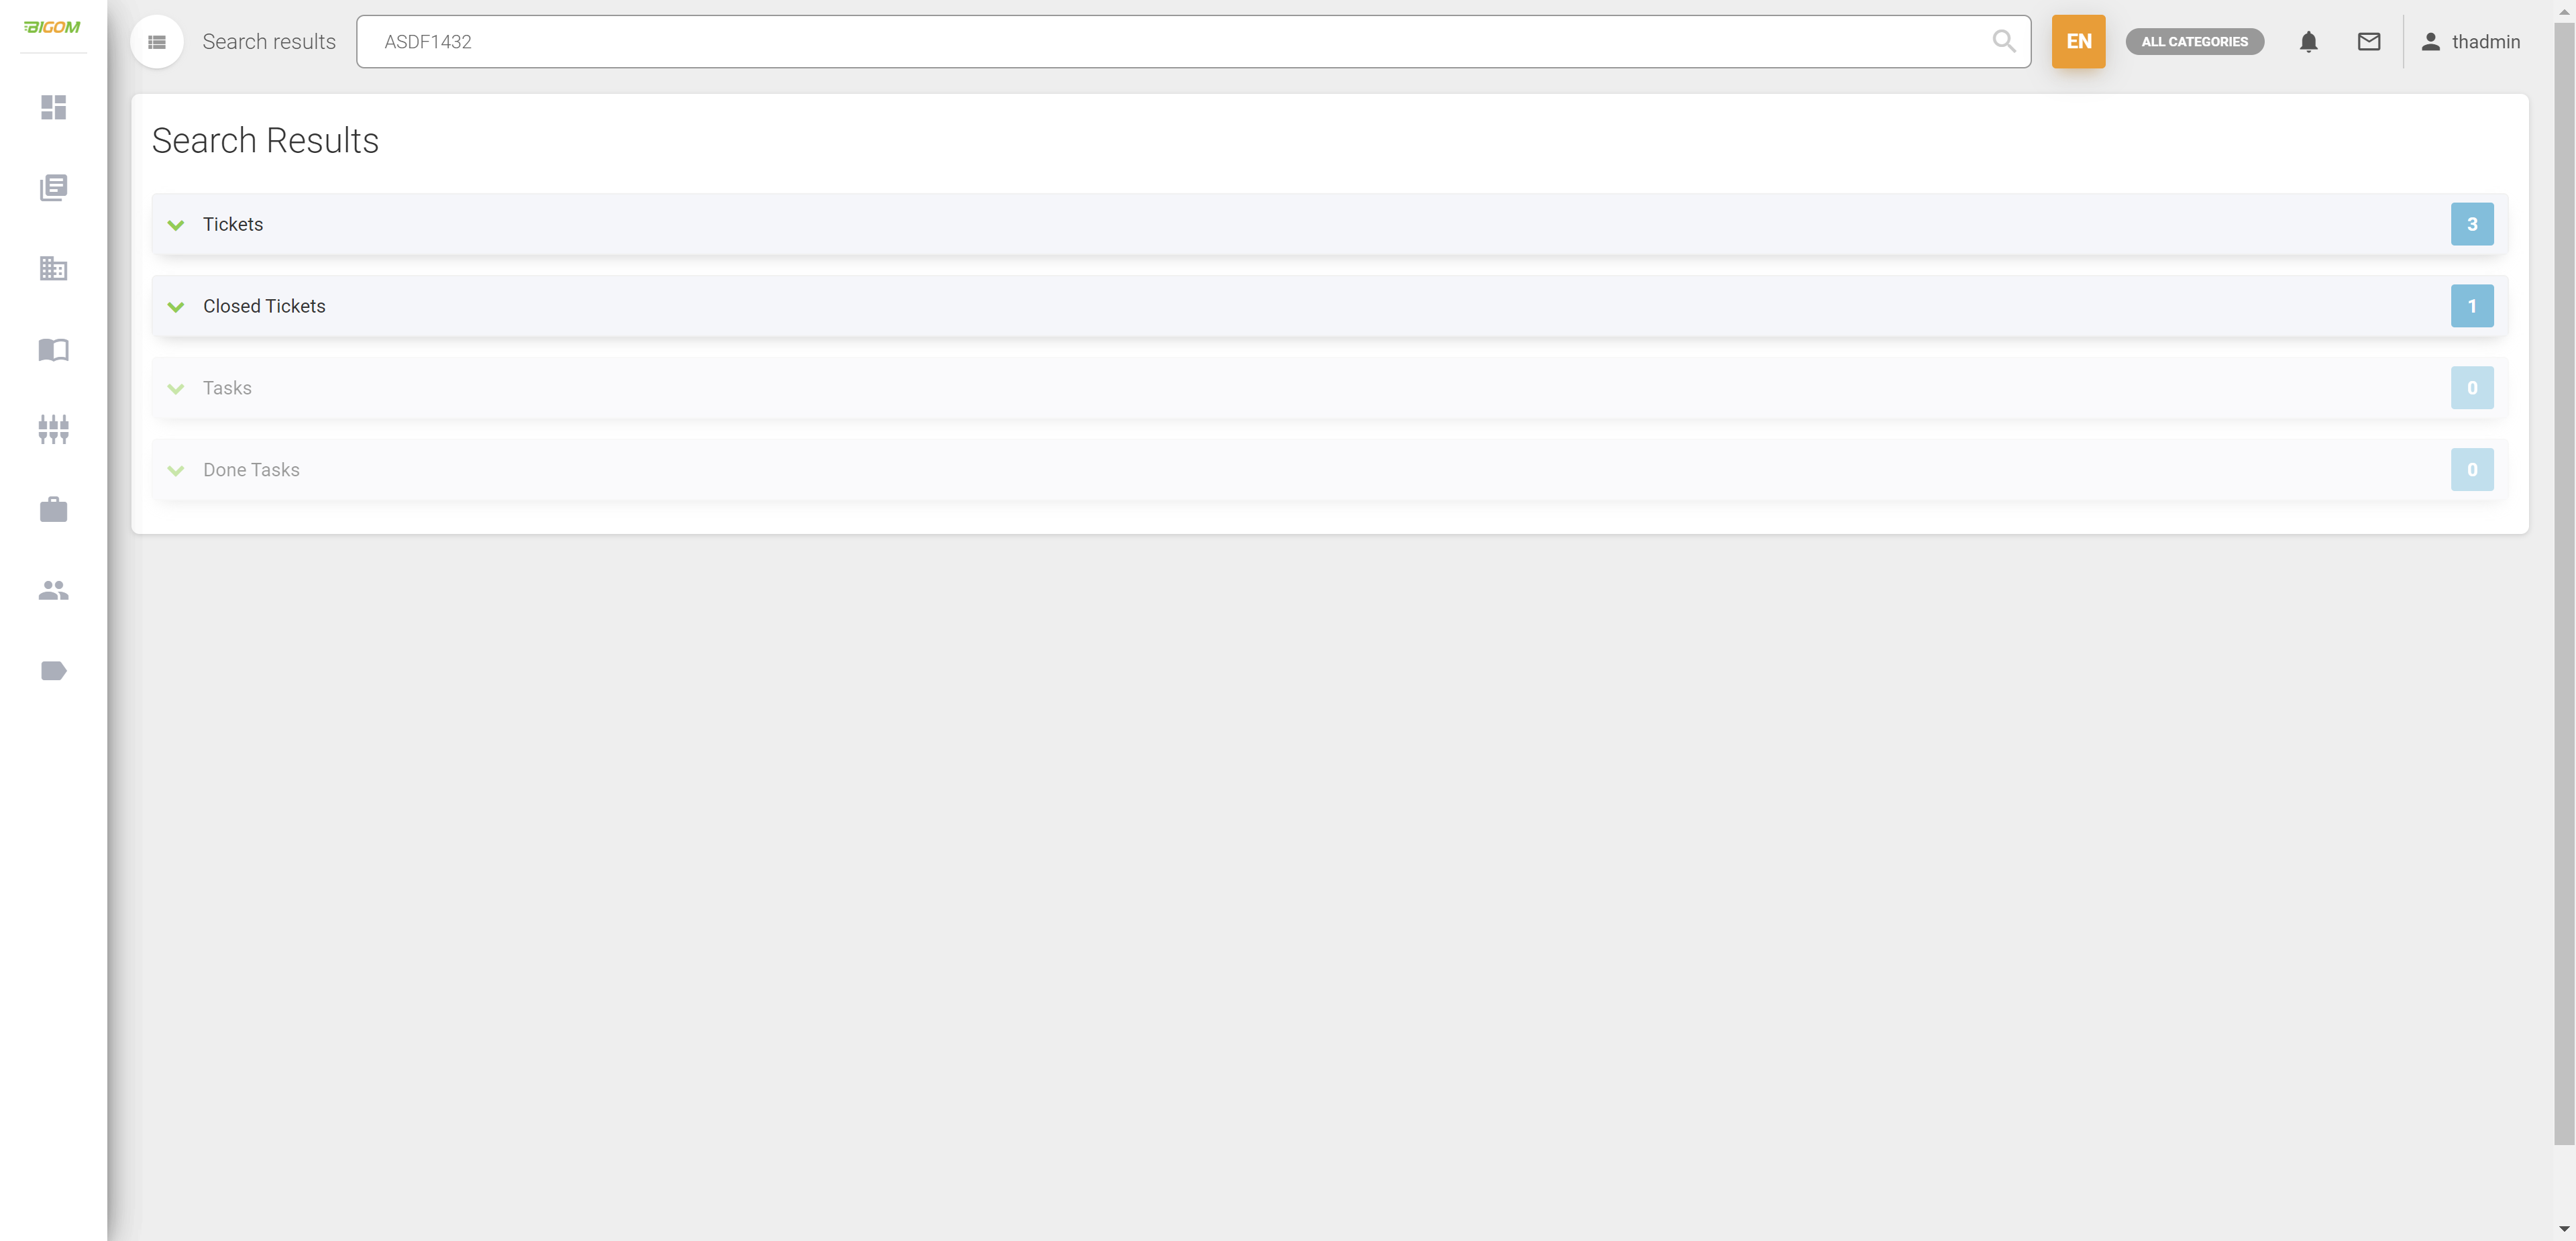 BIGOM
Search results
ASDF1432
EN
ALL CATEGORIES
thadmin
Search Results
Tickets
3
Closed Tickets
1
Tasks
0
Done Tasks
0